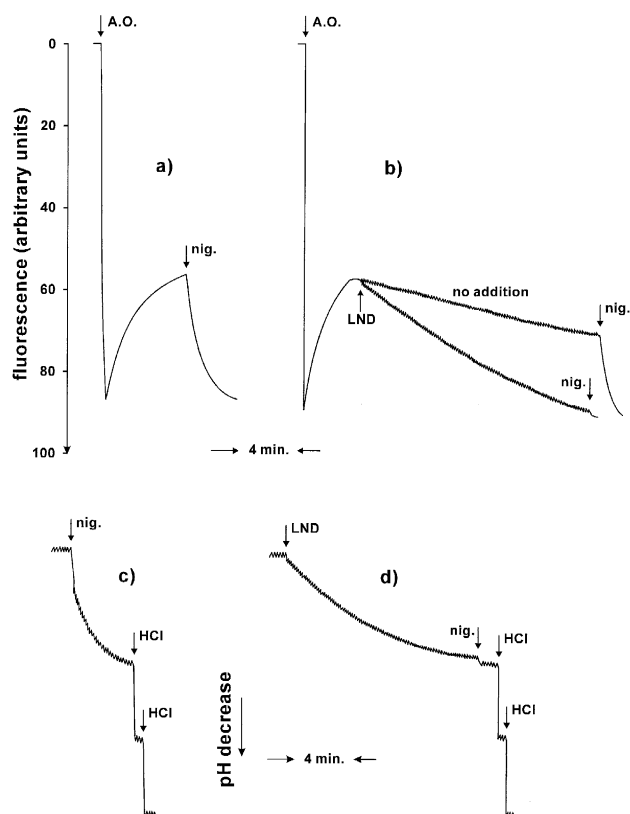 A.O.
A.O.
0
20
40
60
80
100
fluorescence (arbitrary units)
a)
b)
nig.
no addition
LND
nig.
nig.
4 min.
nig.
c)
HCl
HCl
LND
d)
nig.
HCl
HCl
pH decrease
4 min.